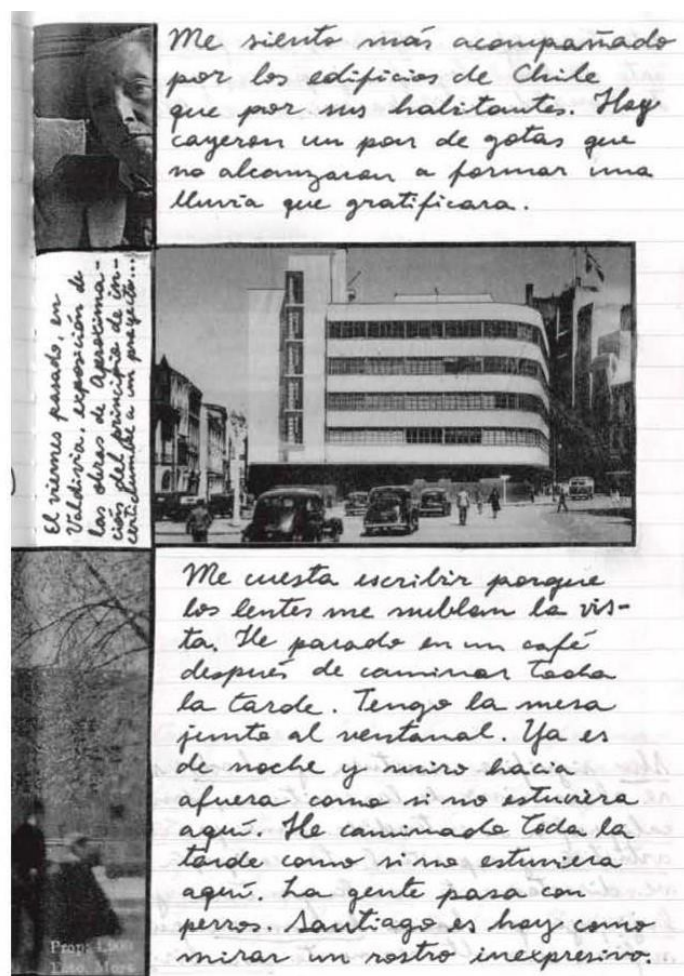 Me siento más acompañado
por los edificios de Chile
que por sus habitantes. Hoy
cayeron un par de gotas que
no alcanzaron a formar una
lluvia que gratificara.
El viernes pasado, en
Valdivia, exposición de
las obras de Aproxima-
ción del principio de in-
certidumbre a un proyecto...
Me cuesta escribir porque
los lentes me nublan la vis-
ta. He parado en un café
después de caminar toda
la tarde. Tengo la mesa
junto al ventanal. Ya es
de noche y miro hacia
afuera como si no estuviera
aquí. He caminado toda la
tarde como si no estuviera
aquí. La gente pasa con
perros. Santiago es hoy como
mirar un rostro inexpresivo.
Prop: 1.900
Foto. Mora